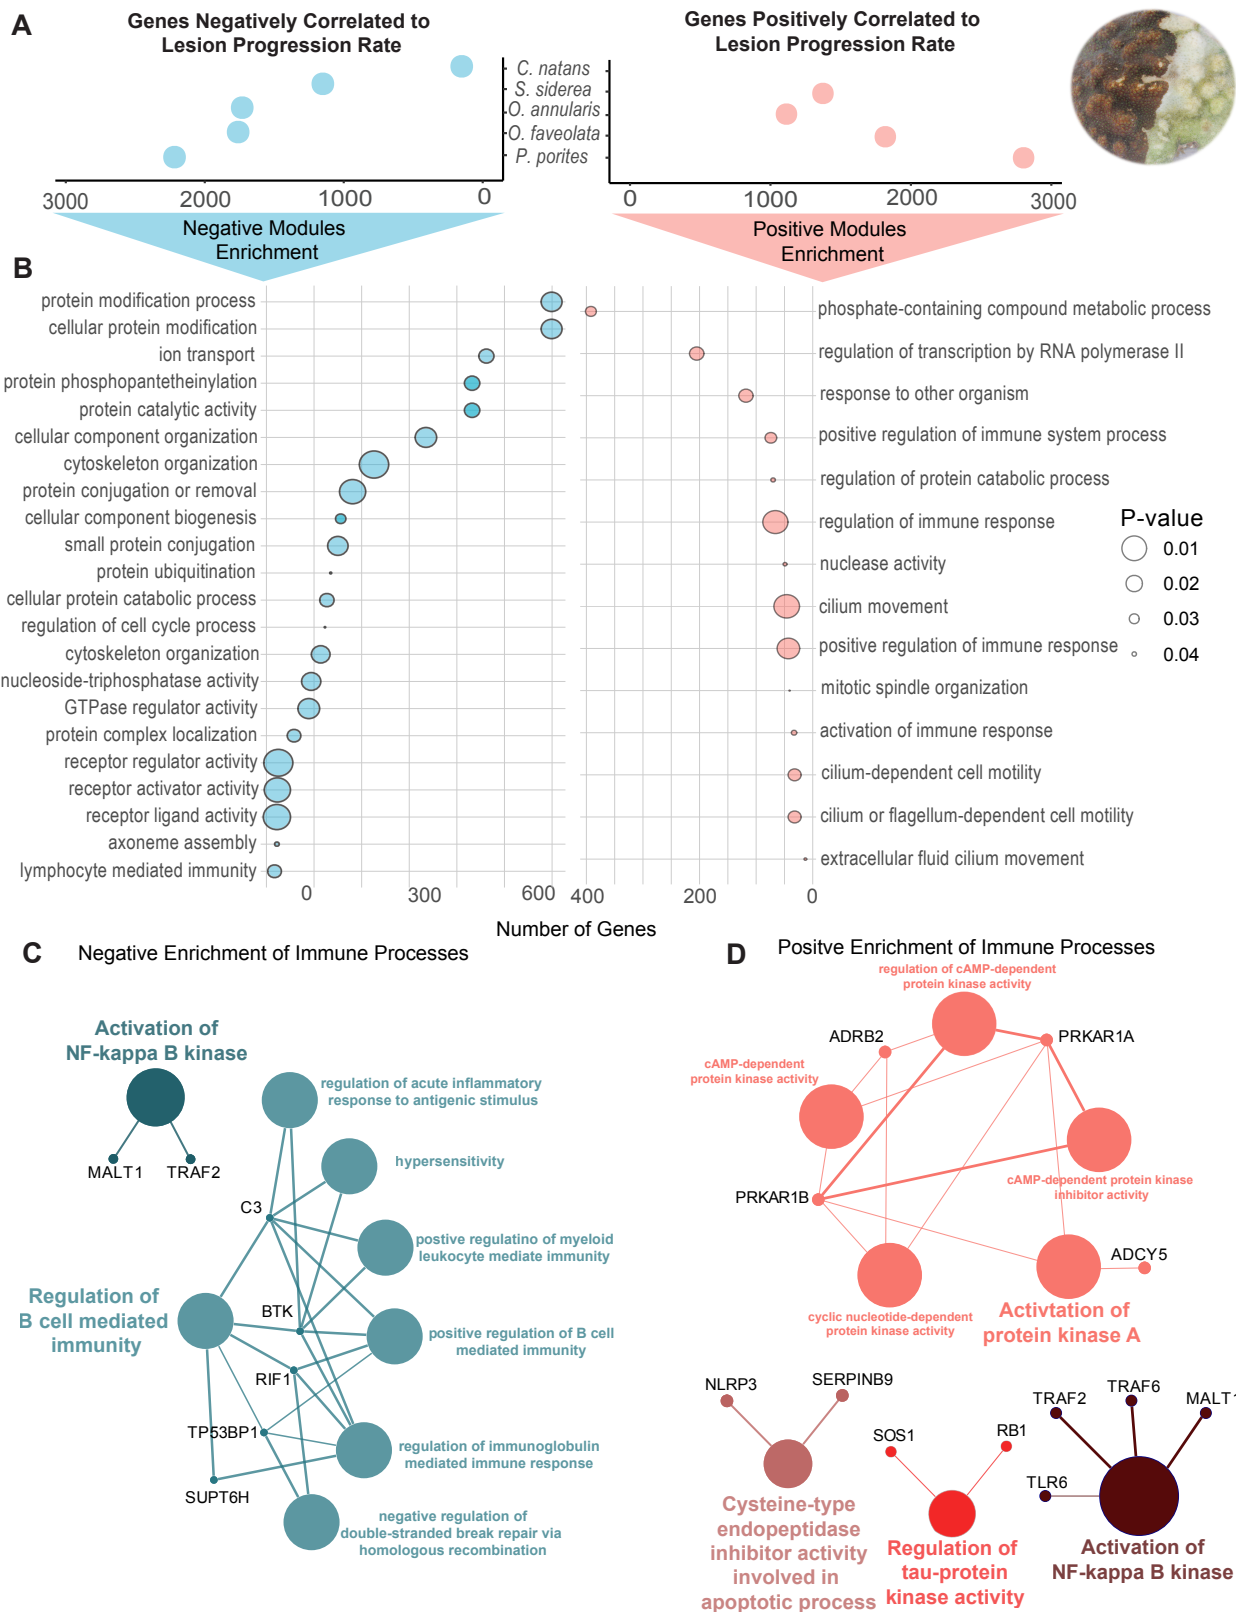 A
Genes Negatively Correlated to
Lesion Progression Rate
Genes Positively Correlated to
Lesion Progression Rate
C. natans
S. siderea
O. annularis
O. faveolata
P. porites
3000
2000
1000
0
0
1000
2000
3000
Negative Modules
Enrichment
Positive Modules
Enrichment
B
protein modification process
cellular protein modification
ion transport
protein phosphopantetheinylation
protein catalytic activity
cellular component organization
cytoskeleton organization
protein conjugation or removal
cellular component biogenesis
small protein conjugation
protein ubiquitination
cellular protein catabolic process
regulation of cell cycle process
cytoskeleton organization
nucleoside-triphosphatase activity
GTPase regulator activity
protein complex localization
receptor regulator activity
receptor activator activity
receptor ligand activity
axoneme assembly
lymphocyte mediated immunity
0
300
600
phosphate-containing compound metabolic process
regulation of transcription by RNA polymerase II
response to other organism
positive regulation of immune system process
regulation of protein catabolic process
regulation of immune response
nuclease activity
cilium movement
positive regulation of immune response
mitotic spindle organization
activation of immune response
cilium-dependent cell motility
cilium or flagellum-dependent cell motility
extracellular fluid cilium movement
400
200
0
P-value
0.01
0.02
0.03
0.04
Number of Genes
C
Negative Enrichment of Immune Processes
Activation of
NF-kappa B kinase
MALT1
TRAF2
regulation of acute inflammatory
response to antigenic stimulus
hypersensitivity
C3
postive regulatino of myeloid
leukocyte mediate immunity
Regulation of
B cell mediated
immunity
BTK
positive regulation of B cell
mediated immunity
RIF1
TP53BP1
regulation of immunoglobulin
mediated immune response
SUPT6H
negative regulation of
double-stranded break repair via
homologous recombination
D
Positve Enrichment of Immune Processes
regulation of cAMP-dependent
protein kinase activity
ADRB2
PRKAR1A
cAMP-dependent
protein kinase activity
cAMP-dependent protein kinase
inhibitor activity
PRKAR1B
ADCY5
cyclic nucleotide-dependent
protein kinase activity
Activtation of
protein kinase A
NLRP3
SERPINB9
Cysteine-type
endopeptidase
inhibitor activity
involved in
apoptotic process
SOS1
RB1
Regulation of
tau-protein
kinase activity
TRAF2
TRAF6
MALT1
TLR6
Activation of
NF-kappa B kinase